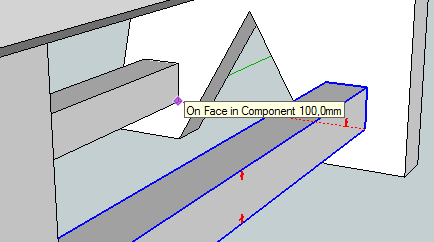 On Face in Component 100,0mm